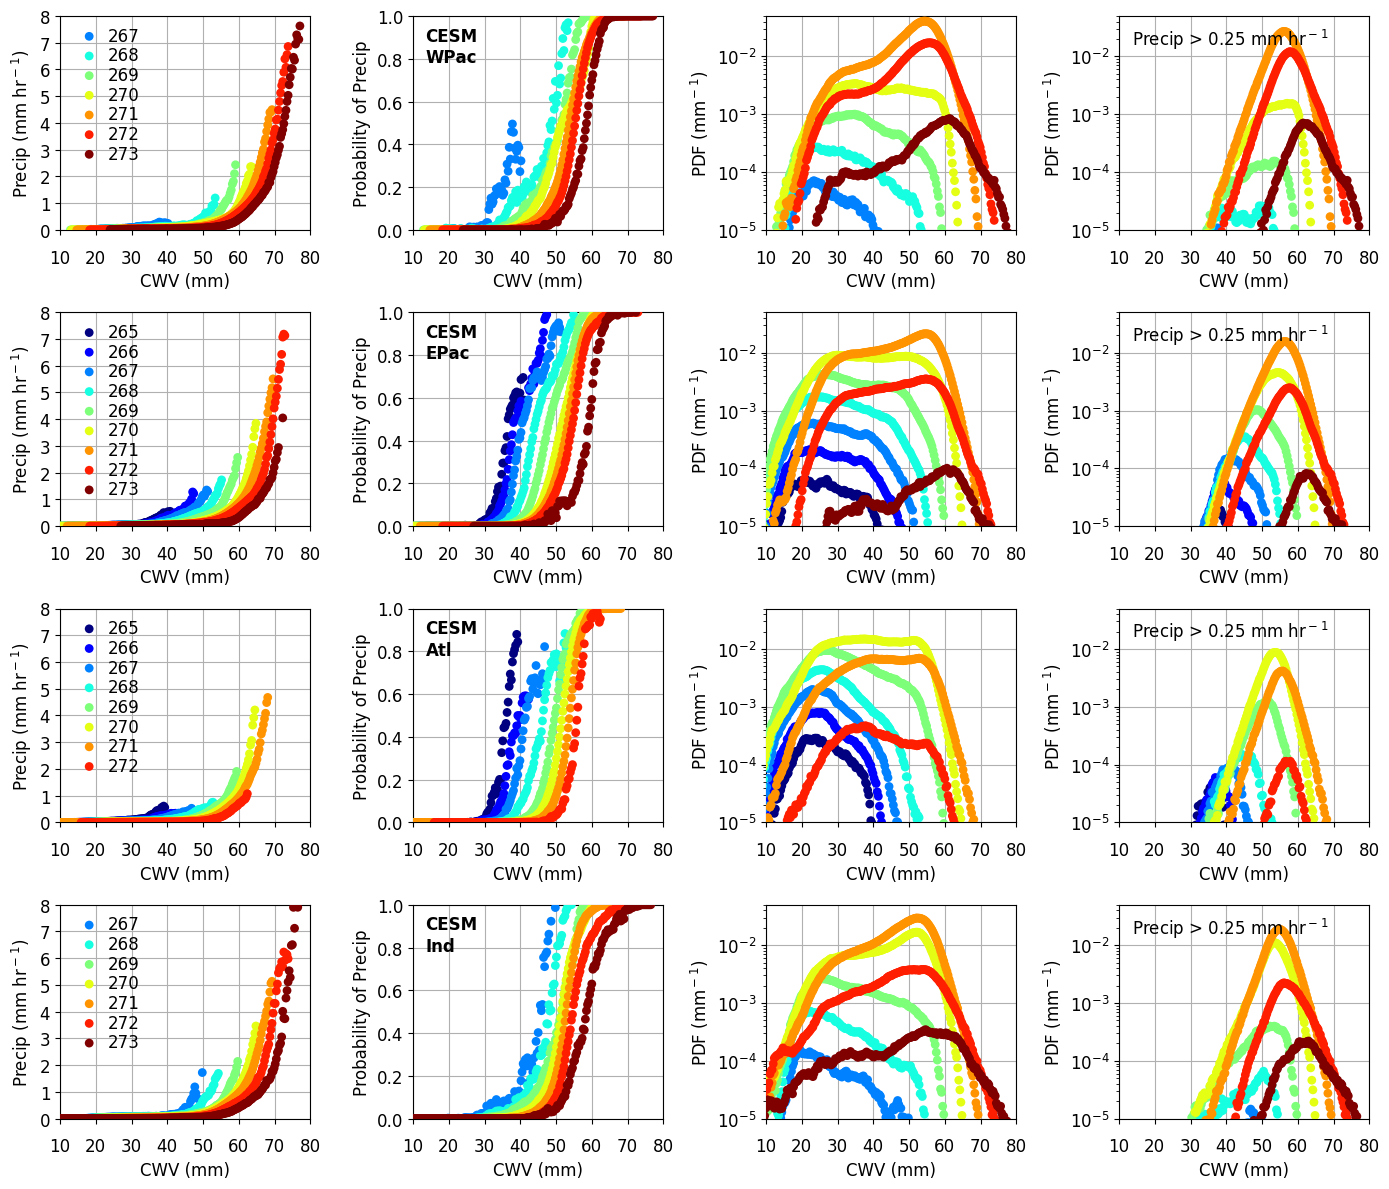 8
7
6
5
4
3
2
1
0
Precip (mm hr⁻¹)
267
268
269
270
271
272
273
10 20 30 40 50 60 70 80
CWV (mm)
1.0
0.8
0.6
0.4
0.2
0.0
Probability of Precip
CESM
WPac
10 20 30 40 50 60 70 80
CWV (mm)
10⁻²
10⁻³
10⁻⁴
10⁻⁵
PDF (mm⁻¹)
10 20 30 40 50 60 70 80
CWV (mm)
10⁻²
10⁻³
10⁻⁴
10⁻⁵
PDF (mm⁻¹)
Precip > 0.25 mm hr⁻¹
10 20 30 40 50 60 70 80
CWV (mm)
8
7
6
5
4
3
2
1
0
Precip (mm hr⁻¹)
265
266
267
268
269
270
271
272
273
10 20 30 40 50 60 70 80
CWV (mm)
1.0
0.8
0.6
0.4
0.2
0.0
Probability of Precip
CESM
EPac
10 20 30 40 50 60 70 80
CWV (mm)
10⁻²
10⁻³
10⁻⁴
10⁻⁵
PDF (mm⁻¹)
10 20 30 40 50 60 70 80
CWV (mm)
10⁻²
10⁻³
10⁻⁴
10⁻⁵
PDF (mm⁻¹)
Precip > 0.25 mm hr⁻¹
10 20 30 40 50 60 70 80
CWV (mm)
8
7
6
5
4
3
2
1
0
Precip (mm hr⁻¹)
265
266
267
268
269
270
271
272
10 20 30 40 50 60 70 80
CWV (mm)
1.0
0.8
0.6
0.4
0.2
0.0
Probability of Precip
CESM
Atl
10 20 30 40 50 60 70 80
CWV (mm)
10⁻²
10⁻³
10⁻⁴
10⁻⁵
PDF (mm⁻¹)
10 20 30 40 50 60 70 80
CWV (mm)
10⁻²
10⁻³
10⁻⁴
10⁻⁵
PDF (mm⁻¹)
Precip > 0.25 mm hr⁻¹
10 20 30 40 50 60 70 80
CWV (mm)
8
7
6
5
4
3
2
1
0
Precip (mm hr⁻¹)
267
268
269
270
271
272
273
10 20 30 40 50 60 70 80
CWV (mm)
1.0
0.8
0.6
0.4
0.2
0.0
Probability of Precip
CESM
Ind
10 20 30 40 50 60 70 80
CWV (mm)
10⁻²
10⁻³
10⁻⁴
10⁻⁵
PDF (mm⁻¹)
10 20 30 40 50 60 70 80
CWV (mm)
10⁻²
10⁻³
10⁻⁴
10⁻⁵
PDF (mm⁻¹)
Precip > 0.25 mm hr⁻¹
10 20 30 40 50 60 70 80
CWV (mm)